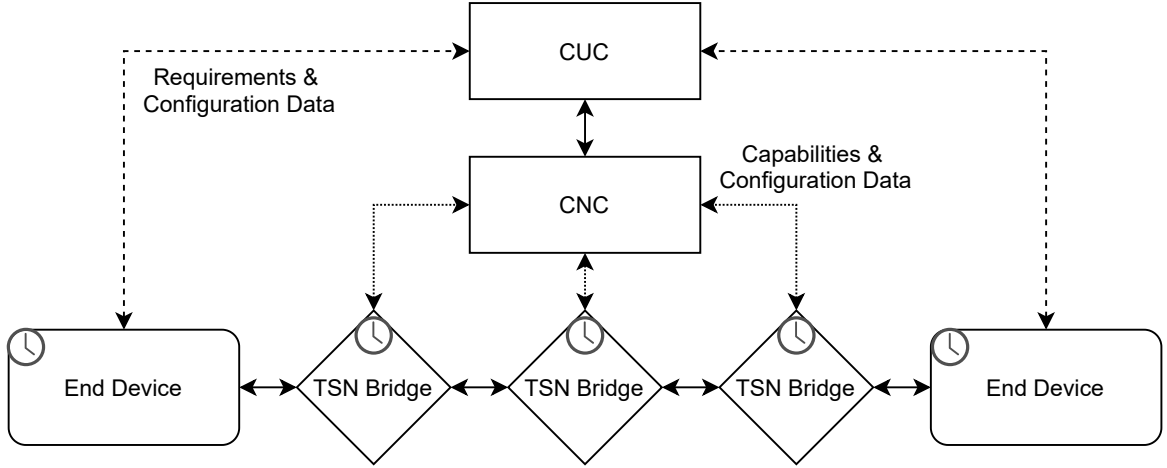 CUC
Requirements &
Configuration Data
Capabilities &
Configuration Data
CNC
End Device
TSN Bridge
TSN Bridge
TSN Bridge
End Device